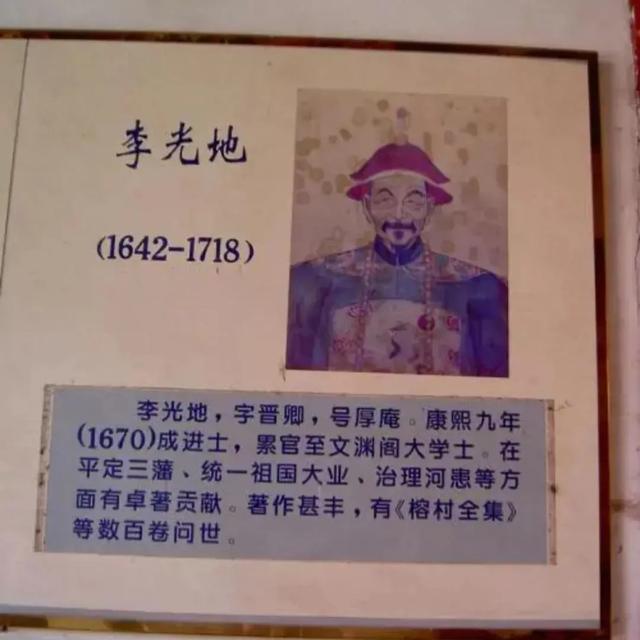 李光地
(1642-1718)
李光地，字晋卿，号厚庵。康熙九年
(1670)成进士，累官至文渊阁大学士。在
平定三藩、统一祖国大业、治理河患等方
面有卓著贡献。著作甚丰，有《榕村全集》
等数百卷问世。